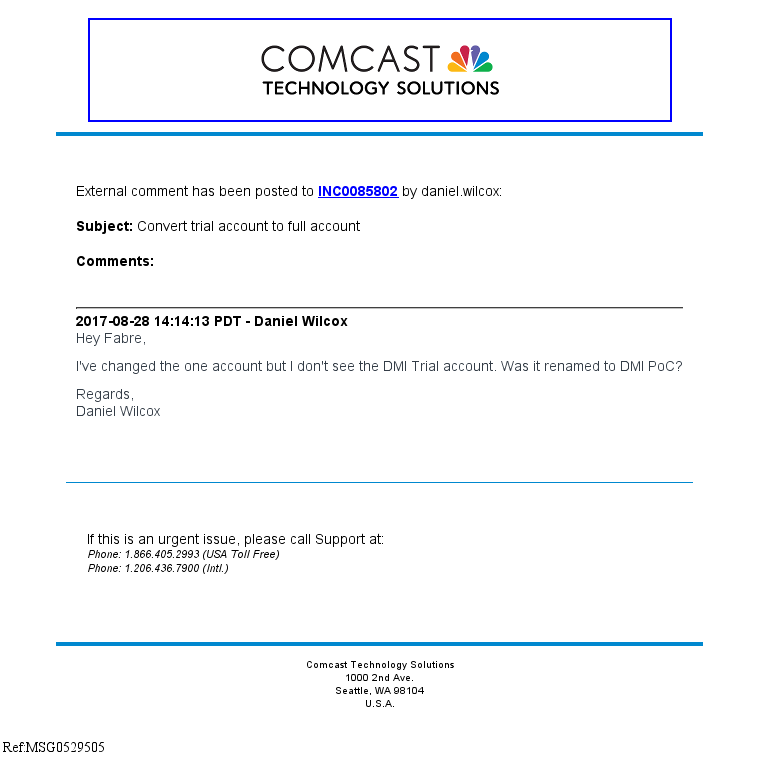 COMCAST
TECHNOLOGY SOLUTIONS
External comment has been posted to INC0085802 by daniel.wilcox:
Subject: Convert trial account to full account
Comments:
2017-08-28 14:14:13 PDT - Daniel Wilcox
Hey Fabre,
I've changed the one account but I don't see the DMI Trial account. Was it renamed to DMI PoC?
Regards,
Daniel Wilcox
If this is an urgent issue, please call Support at:
Phone: 1.866.405.2993 (USA Toll Free)
Phone: 1.206.436.7900 (Intl.)
Comcast Technology Solutions
1000 2nd Ave.
Seattle, WA 98104
U.S.A.
Ref:MSG0529505